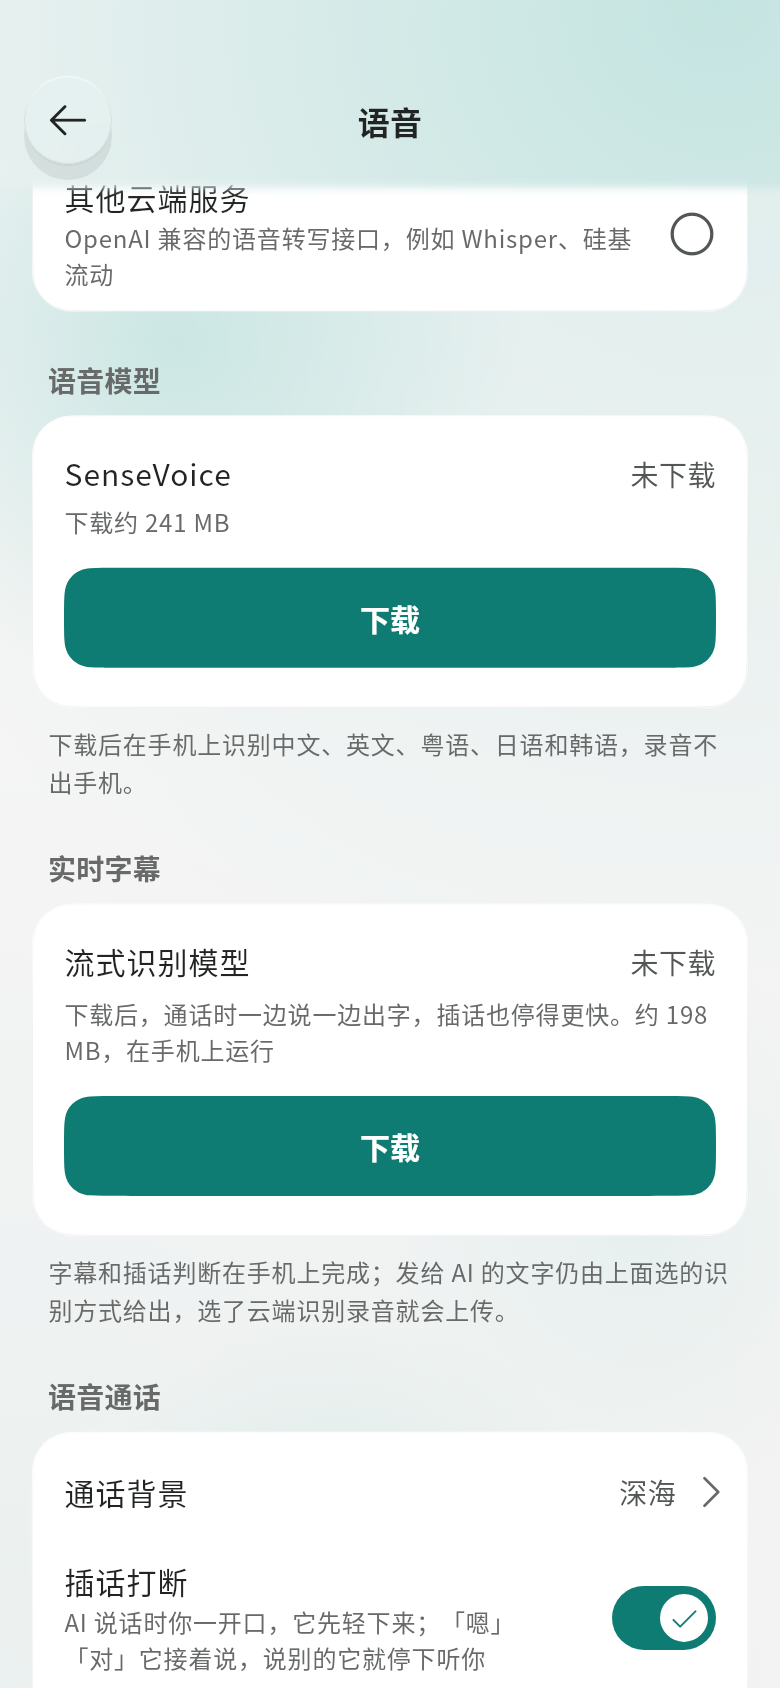 语音
其他云端服务
OpenAI 兼容的语音转写接口，例如 Whisper、硅基
流动
语音模型
SenseVoice
未下载
下载约 241 MB
下载
下载后在手机上识别中文、英文、粤语、日语和韩语，录音不
出手机。
实时字幕
流式识别模型
未下载
下载后，通话时一边说一边出字，插话也停得更快。约 198
MB，在手机上运行
下载
字幕和插话判断在手机上完成；发给 AI 的文字仍由上面选的识
别方式给出，选了云端识别录音就会上传。
语音通话
通话背景
深海
插话打断
AI 说话时你一开口，它先轻下来；「嗯」
「对」它接着说，说别的它就停下听你